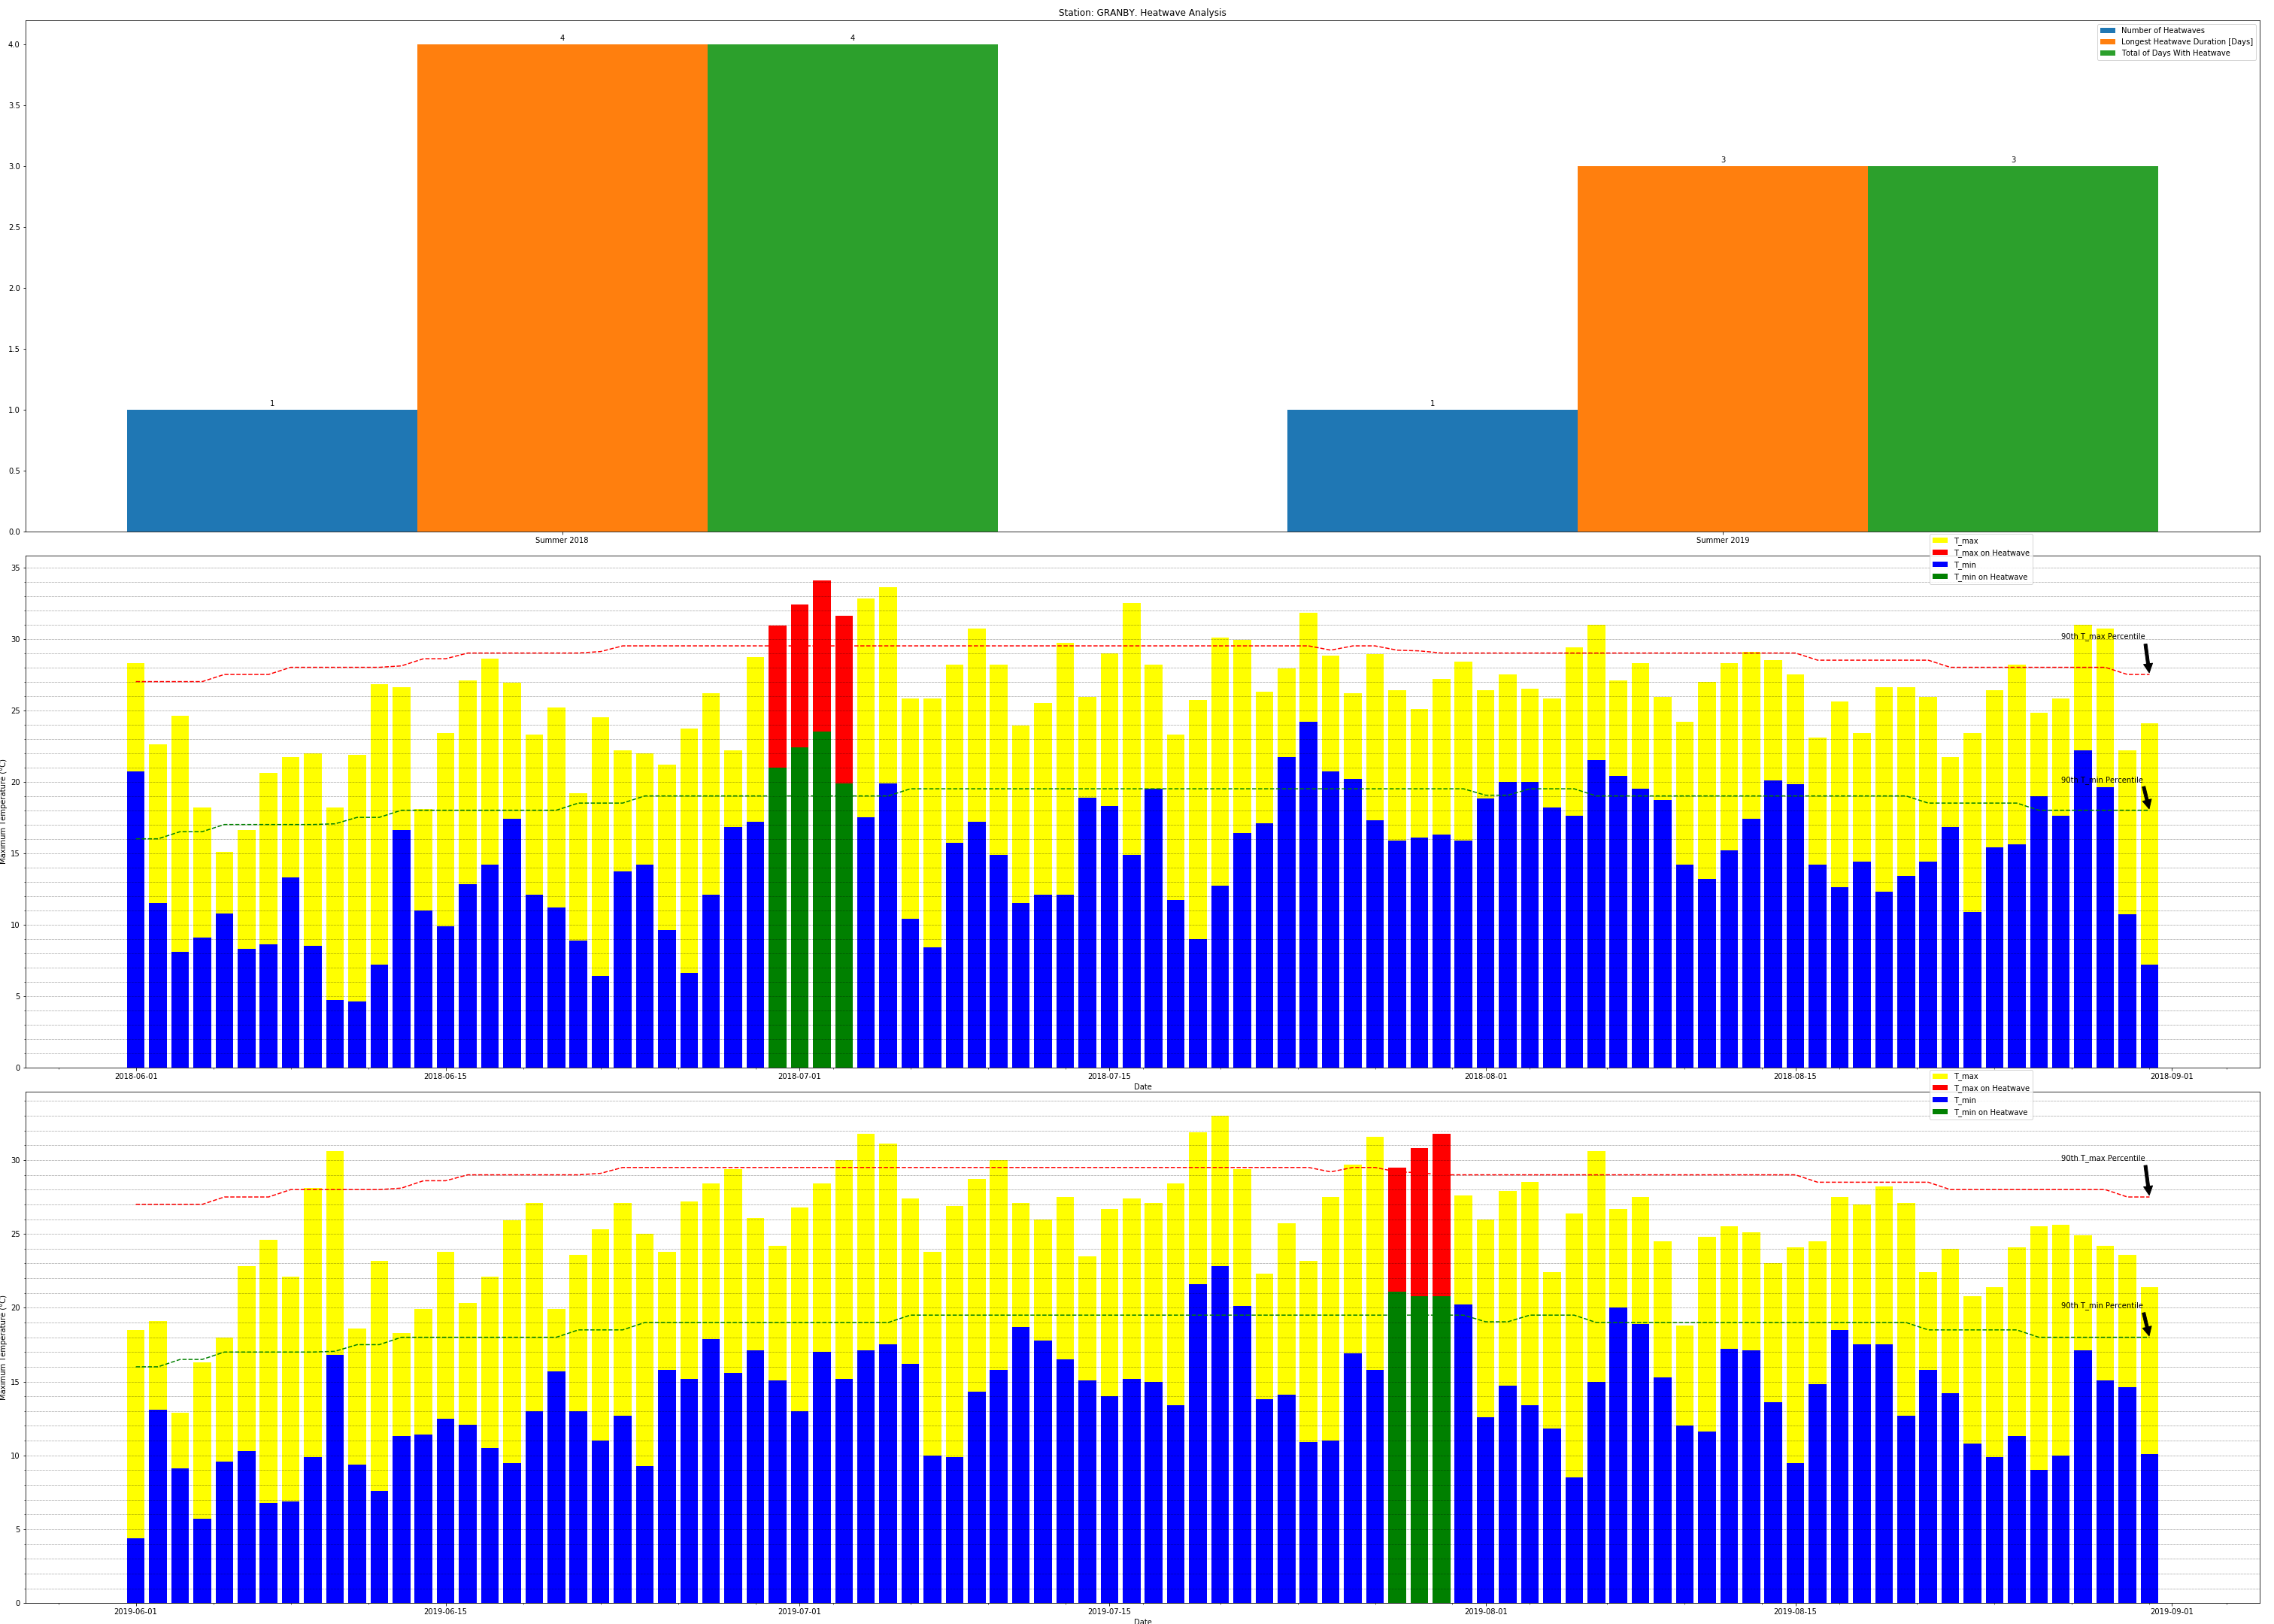 Station: GRANBY. Heatwave Analysis
Number of Heatwaves
Longest Heatwave Duration [Days]
Total of Days With Heatwave
4.0
3.5
3.0
2.5
2.0
1.5
1.0
0.5
0.0
1
4
4
1
3
3
Summer 2018
Summer 2019
T_max
T_max on Heatwave
T_min
T_min on Heatwave
Maximum Temperature (°C)
35
30
25
20
15
10
5
0
90th T_max Percentile
90th T_min Percentile
2018-06-01
2018-06-15
2018-07-01
2018-07-15
2018-08-01
2018-08-15
2018-09-01
Date
T_max
T_max on Heatwave
T_min
T_min on Heatwave
Maximum Temperature (°C)
30
25
20
15
10
5
0
90th T_max Percentile
90th T_min Percentile
2019-06-01
2019-06-15
2019-07-01
2019-07-15
2019-08-01
2019-08-15
2019-09-01
Date